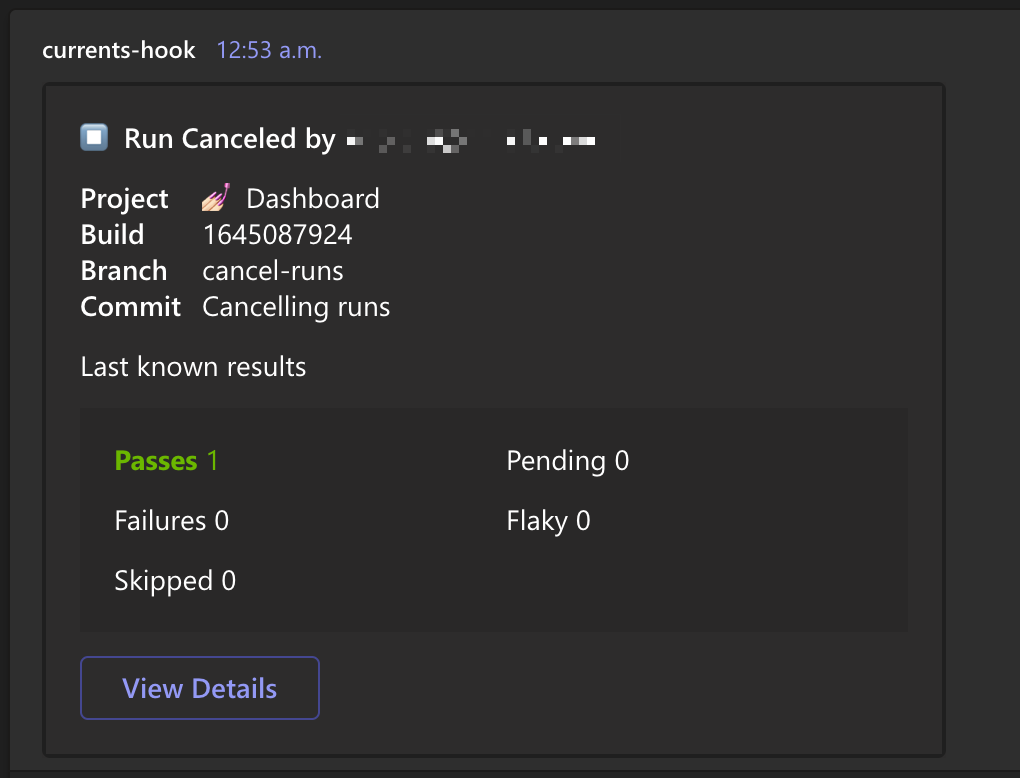 currents-hook 12:53 a.m.
Run Canceled by
Project 💅 Dashboard
Build 1645087924
Branch cancel-runs
Commit Cancelling runs
Last known results
Passes 1 Pending 0
Failures 0 Flaky 0
Skipped 0
View Details